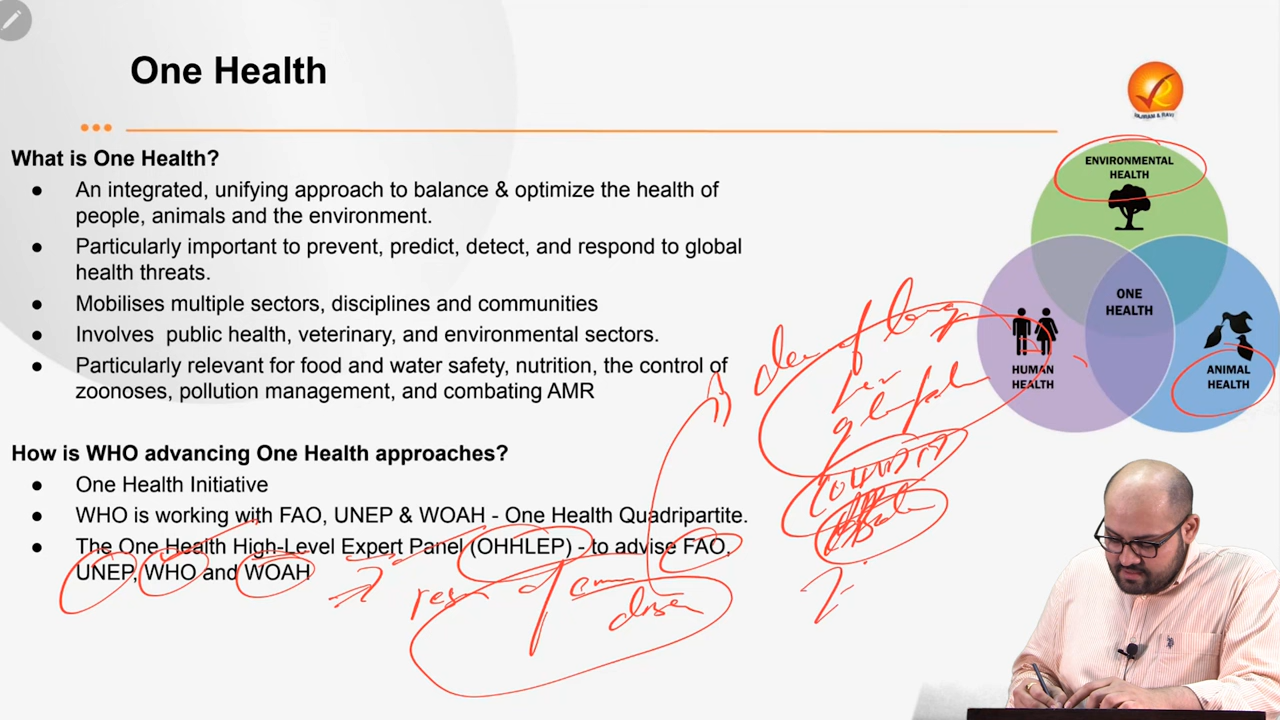 One Health
VAJIRAM & RAVI
What is One Health?
● An integrated, unifying approach to balance & optimize the health of
people, animals and the environment.
● Particularly important to prevent, predict, detect, and respond to global
health threats.
● Mobilises multiple sectors, disciplines and communities
● Involves public health, veterinary, and environmental sectors.
● Particularly relevant for food and water safety, nutrition, the control of
zoonoses, pollution management, and combating AMR
How is WHO advancing One Health approaches?
● One Health Initiative
● WHO is working with FAO, UNEP & WOAH - One Health Quadripartite.
● The One Health High-Level Expert Panel (OHHLEP) - to advise FAO,
UNEP, WHO and WOAH
ENVIRONMENTAL
HEALTH
ONE
HEALTH
HUMAN
HEALTH
ANIMAL
HEALTH